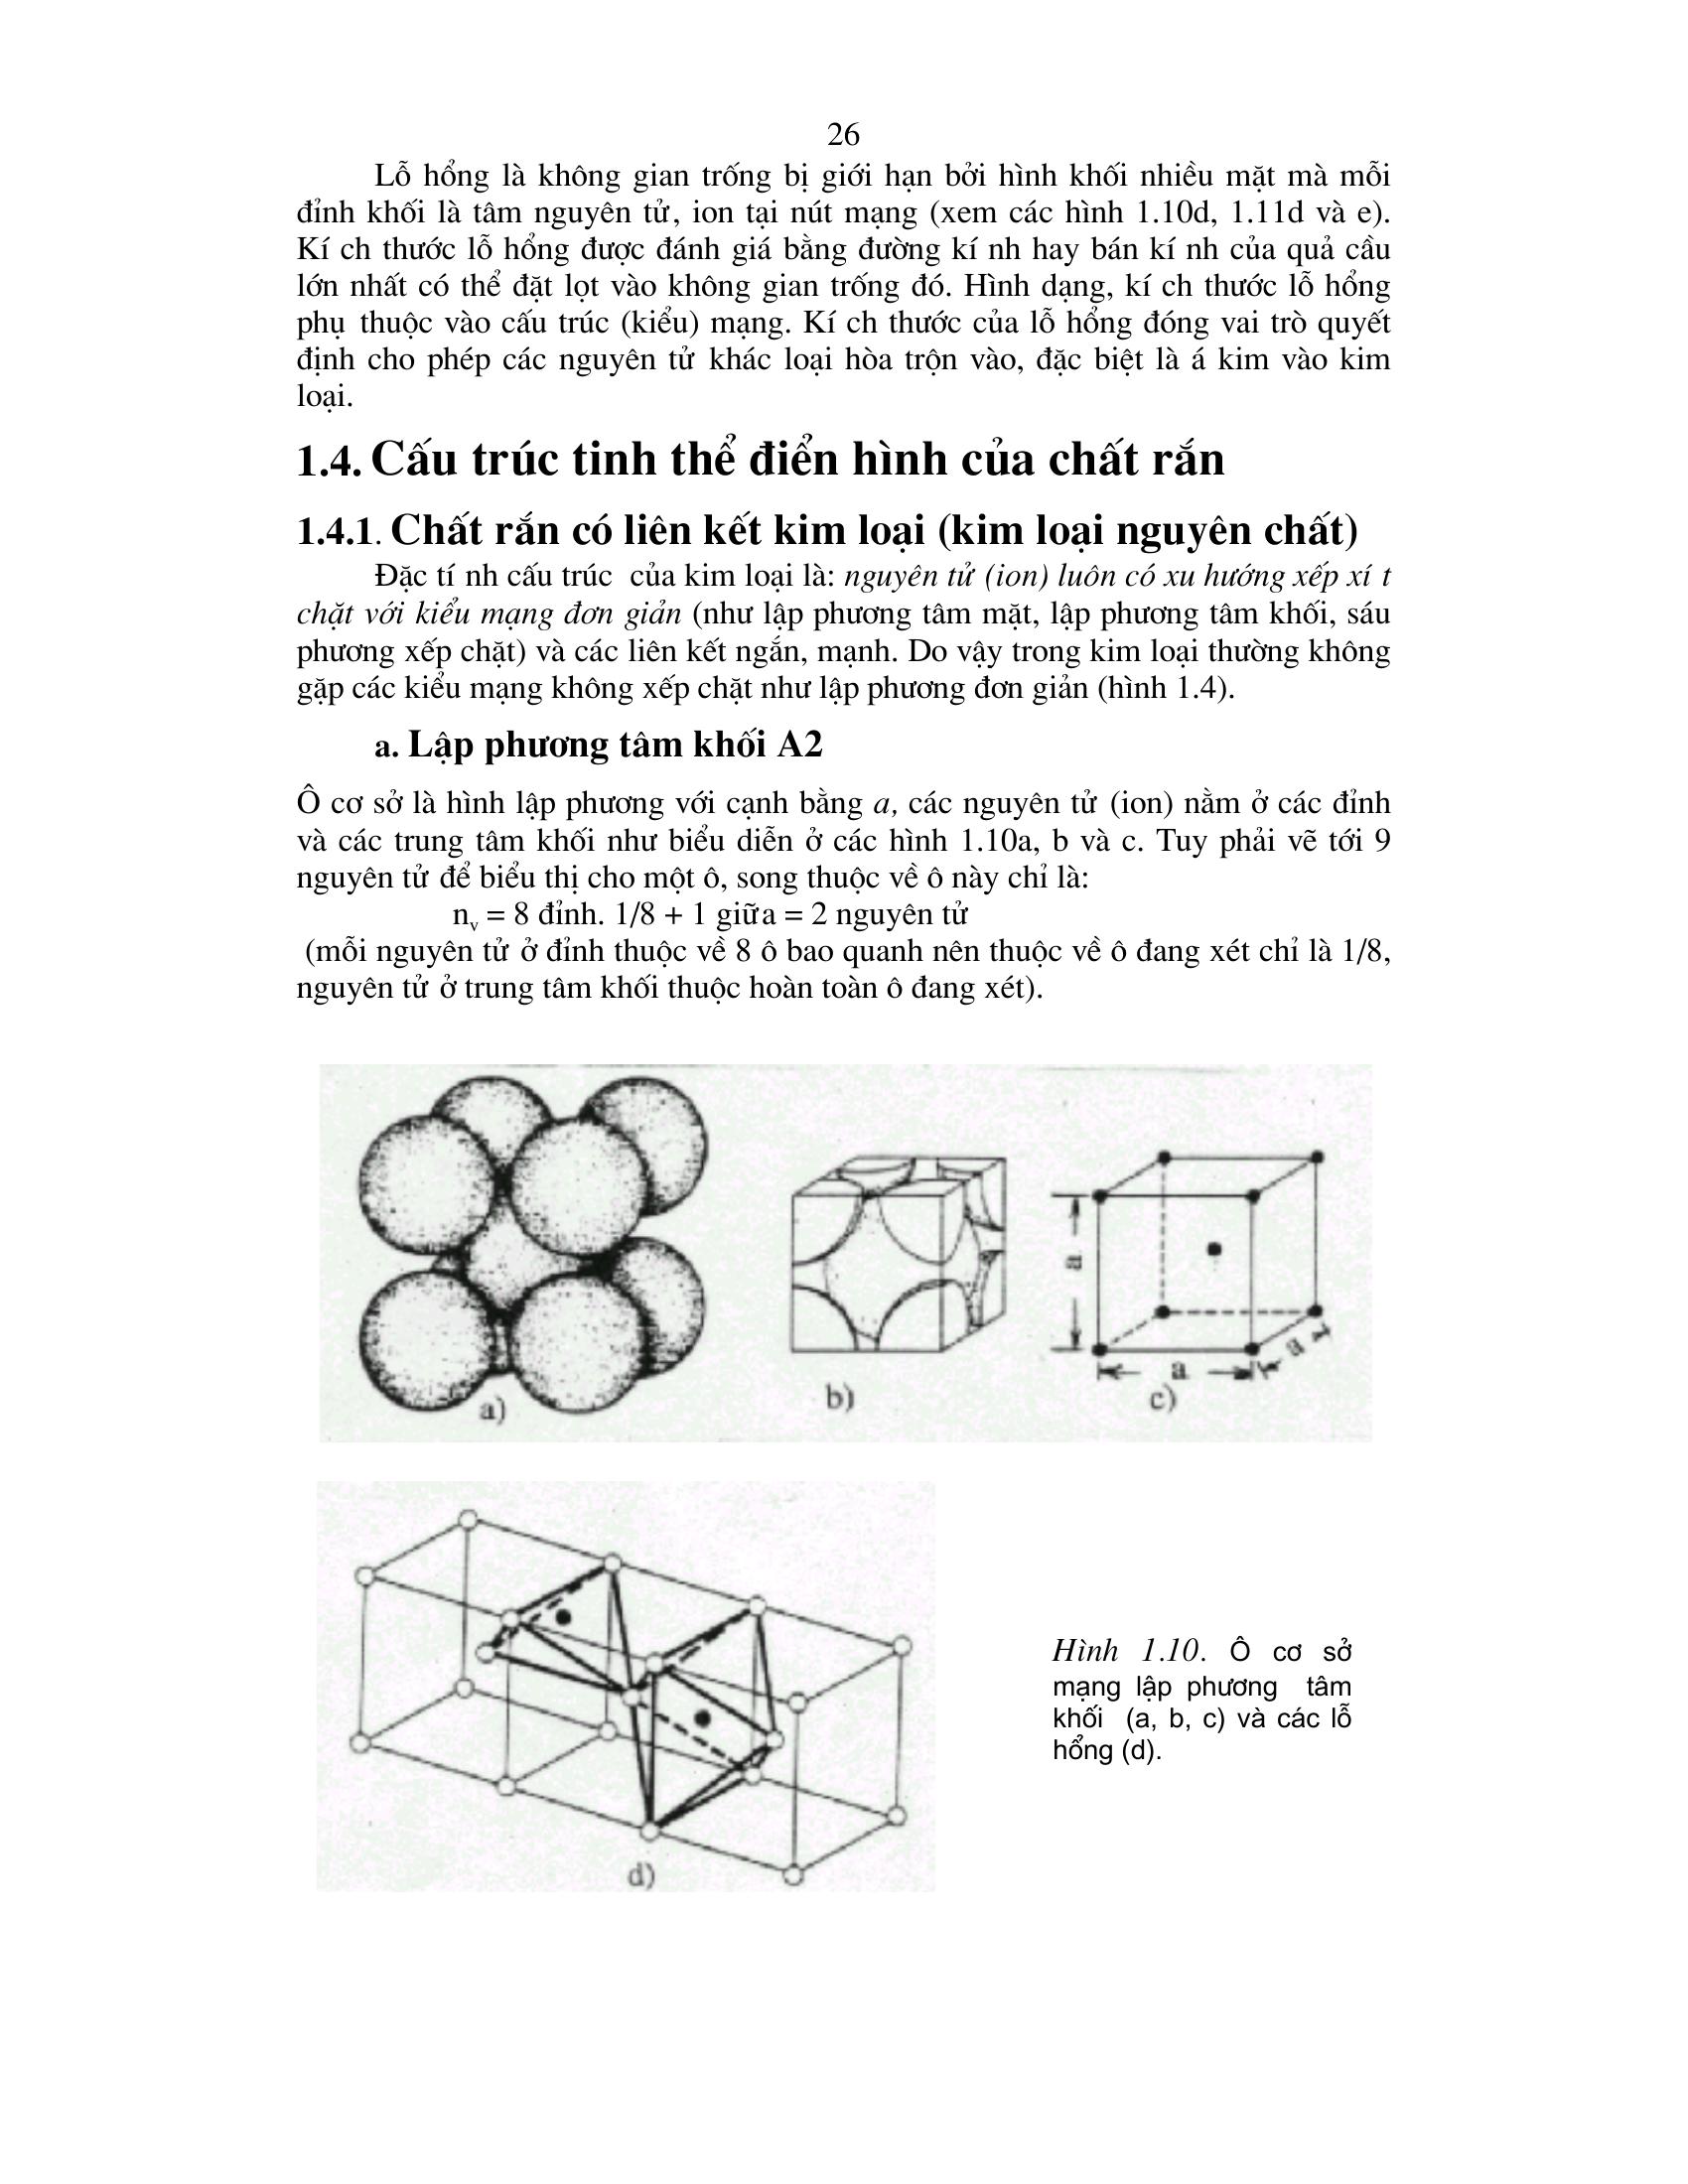 26
Lỗ hổng là không gian trống bị giới hạn bởi hình khối nhiều mặt mà mỗi
đỉnh khối là tâm nguyên tử, ion tại nút mạng (xem các hình 1.10d, 1.11d và e).
Kí ch thước lỗ hổng được đánh giá bằng đường kí nh hay bán kí nh của quả cầu
lớn nhất có thể đặt lọt vào không gian trống đó. Hình dạng, kí ch thước lỗ hổng
phụ thuộc vào cấu trúc (kiểu) mạng. Kí ch thước của lỗ hổng đóng vai trò quyết
định cho phép các nguyên tử khác loại hòa trộn vào, đặc biệt là á kim vào kim
loại.
1.4. Cấu trúc tinh thể điển hình của chất rắn
1.4.1. Chất rắn có liên kết kim loại (kim loại nguyên chất)
Đặc tí nh cấu trúc của kim loại là: nguyên tử (ion) luôn có xu hướng xếp xí t
chặt với kiểu mạng đơn giản (như lập phương tâm mặt, lập phương tâm khối, sáu
phương xếp chặt) và các liên kết ngắn, mạnh. Do vậy trong kim loại thường không
gặp các kiểu mạng không xếp chặt như lập phương đơn giản (hình 1.4).
a. Lập phương tâm khối A2
Ô cơ sở là hình lập phương với cạnh bằng a, các nguyên tử (ion) nằm ở các đỉnh
và các trung tâm khối như biểu diễn ở các hình 1.10a, b và c. Tuy phải vẽ tới 9
nguyên tử để biểu thị cho một ô, song thuộc về ô này chỉ là:
nv = 8 đỉnh. 1/8 + 1 giữa = 2 nguyên tử
(mỗi nguyên tử ở đỉnh thuộc về 8 ô bao quanh nên thuộc về ô đang xét chỉ là 1/8,
nguyên tử ở trung tâm khối thuộc hoàn toàn ô đang xét).
a
a
a
a)
b)
c)
Hình 1.10. Ô cơ sở
mạng lập phương tâm
khối (a, b, c) và các lỗ
hổng (d).
d)